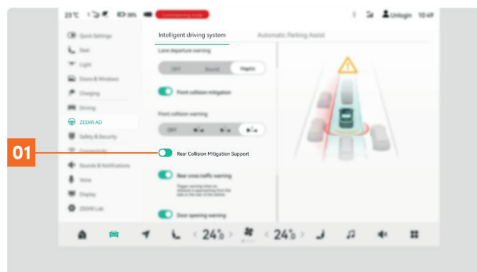 23°C
Unlogin 10:49
Quick Settings
Intelligent driving system
Automatic Parking Assist
Seat
Lane departure warning
Light
OFF Sound Haptic
Doors & Windows
Charging
Front collision mitigation
Driving
Front collision warning
ZEEKR AD
OFF
Safety & Security
01
Connectivity
Rear Collision Mitigation Support
Sounds & Notifications
Rear cross traffic warning
Voice
Display
ZEEKR Lab
Door opening warning
24°5
24°5